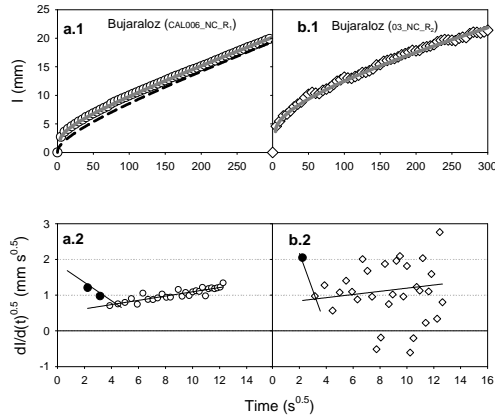 a.1 Bujaraloz (CAL006_NC_R1)
b.1 Bujaraloz (03_NC_R2)
I (mm)
25
20
15
10
5
0
0 50 100 150 200 250
0 50 100 150 200 250 300
a.2
b.2
dI/d(t)^0.5 (mm s^0.5)
3
2
1
0
-1
0 2 4 6 8 10 12 14
0 2 4 6 8 10 12 14 16
Time (s^0.5)